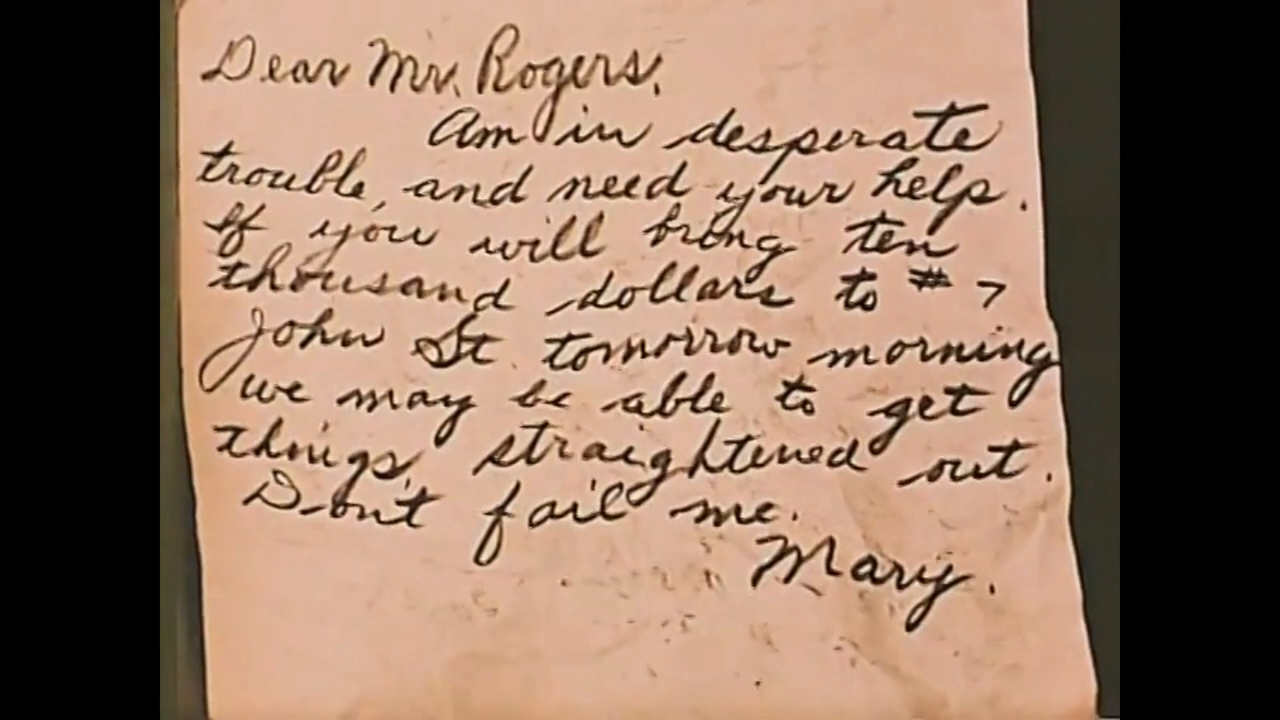 Dear Mr. Rogers,
Am in desperate
trouble, and need your help.
If you will bring ten
thousand dollars to # 7
John St tomorrow morning
we may be able to get
things straightened out.
Don't fail me.
Mary.